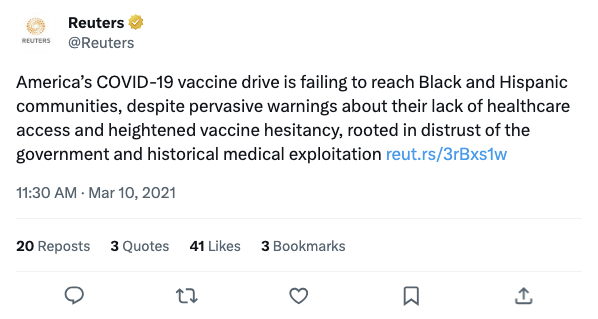 Reuters
@Reuters
REUTERS
America’s COVID-19 vaccine drive is failing to reach Black and Hispanic
communities, despite pervasive warnings about their lack of healthcare
access and heightened vaccine hesitancy, rooted in distrust of the
government and historical medical exploitation reut.rs/3rBxs1w
11:30 AM · Mar 10, 2021
20 Reposts 3 Quotes 41 Likes 3 Bookmarks